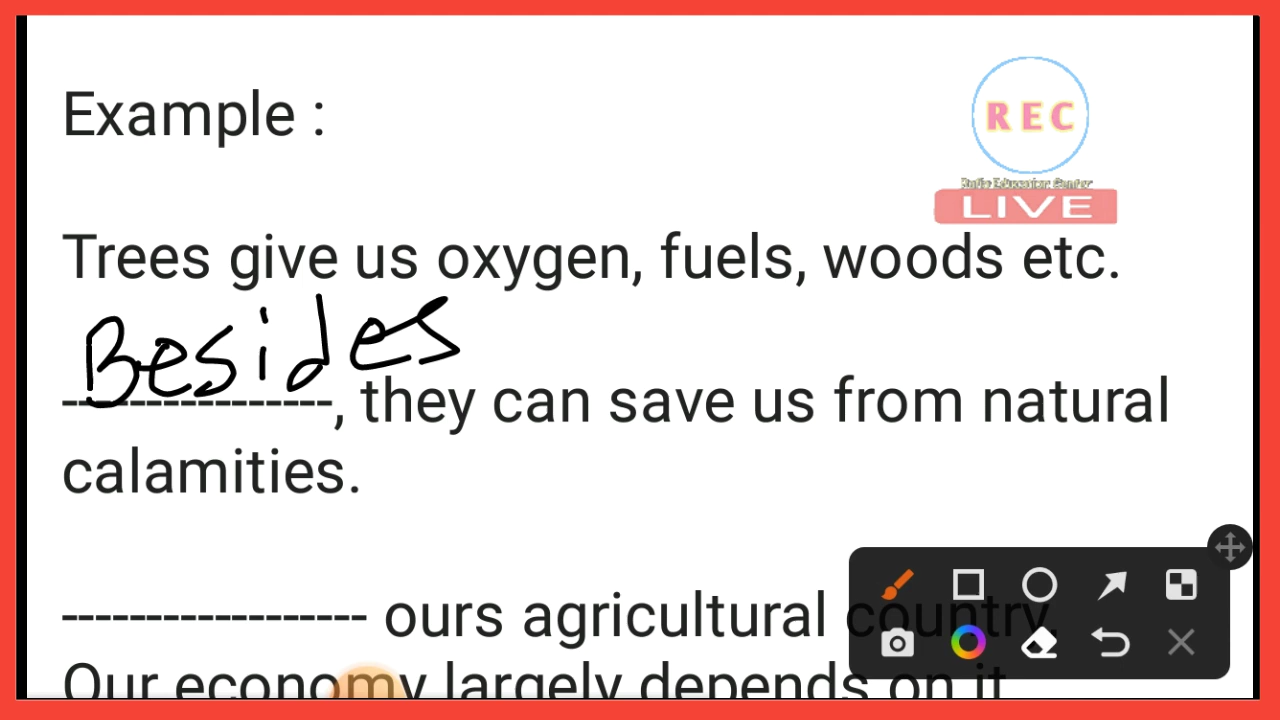 Example :
R E C
LIVE
Trees give us oxygen, fuels, woods etc.
Besides
----------------, they can save us from natural
calamities.
------------------ ours agricultural country.
Our economy largely depends on it